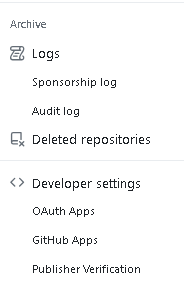 Archive
Logs
Sponsorship log
Audit log
Deleted repositories
Developer settings
OAuth Apps
GitHub Apps
Publisher Verification